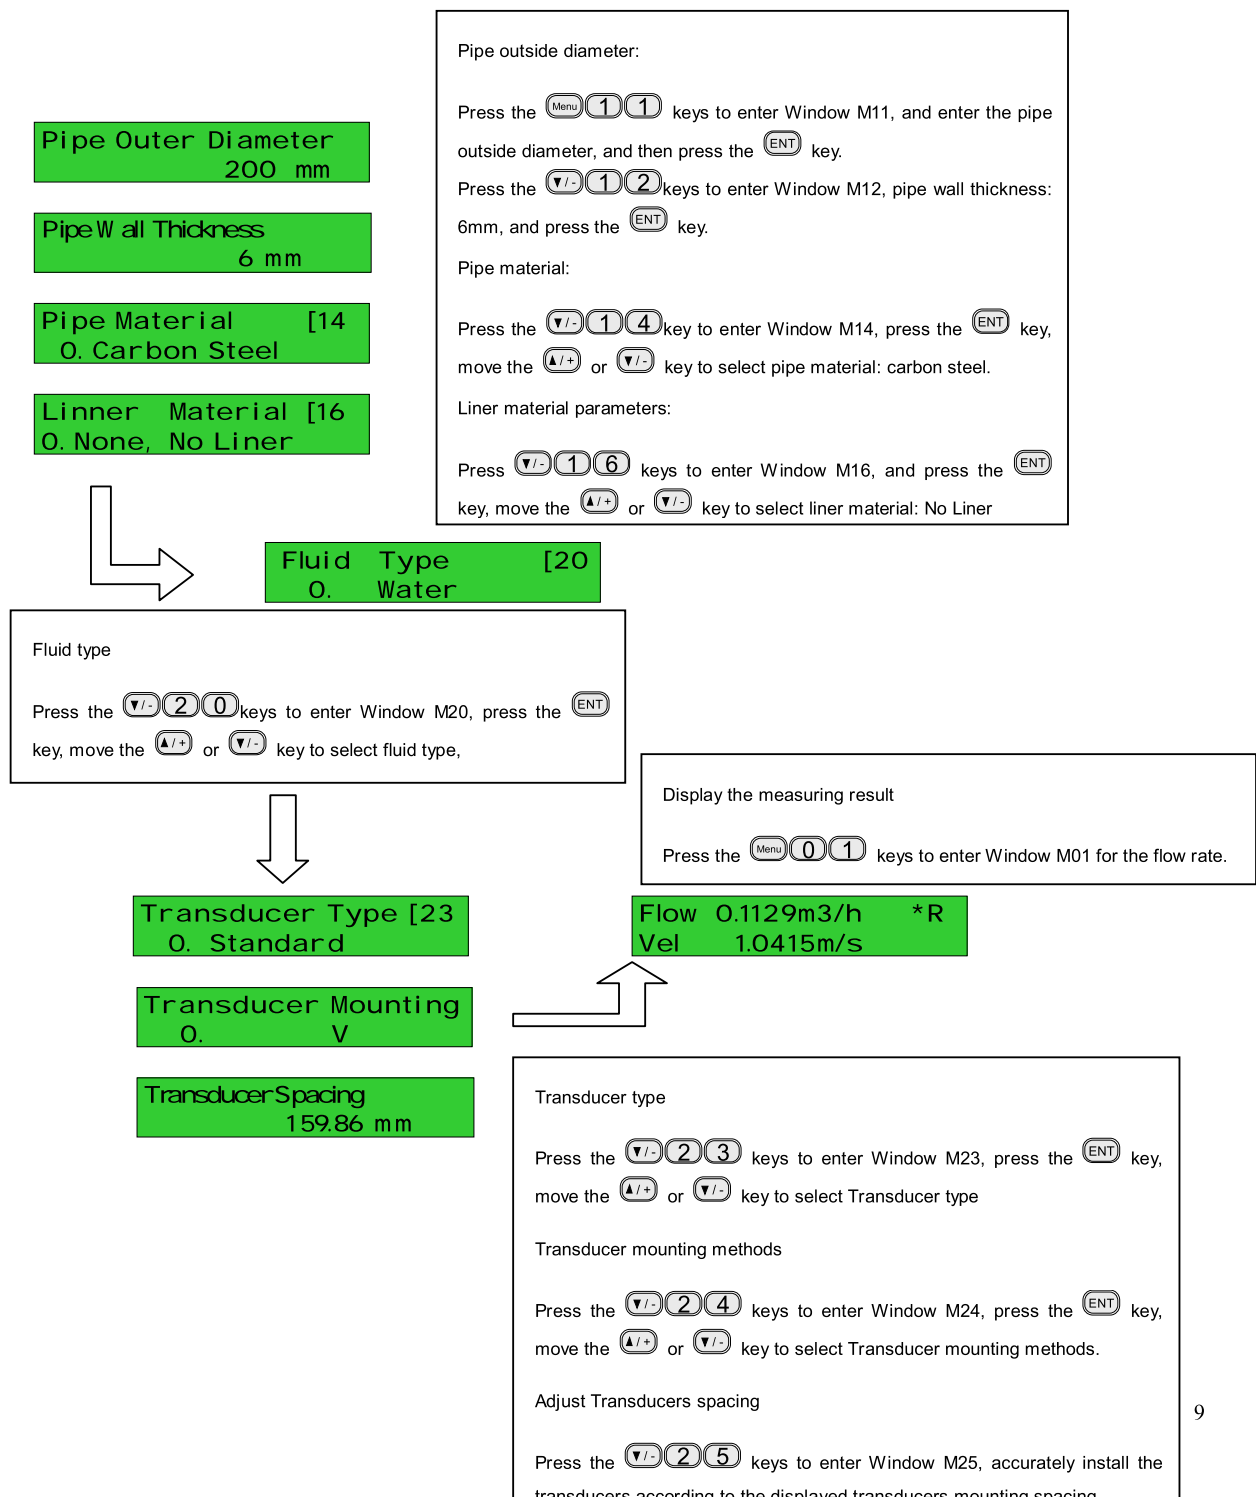 Pipe outside diameter:
Press the Menu 1 1 keys to enter Window M11, and enter the pipe
outside diameter, and then press the ENT key.
Press the ▼/- 1 2 keys to enter Window M12, pipe wall thickness:
6mm, and press the ENT key.
Pipe material:
Press the ▼/- 1 4 key to enter Window M14, press the ENT key,
move the ▲/+ or ▼/- key to select pipe material: carbon steel.
Liner material parameters:
Press ▼/- 1 6 keys to enter Window M16, and press the ENT
key, move the ▲/+ or ▼/- key to select liner material: No Liner
Pipe Outer Diameter
200 mm
Pipe Wall Thickness
6 mm
Pipe Material [14
0. Carbon Steel
Linner Material [16
0. None, No Liner
Fluid Type [20
0. Water
Fluid type
Press the ▼/- 2 0 keys to enter Window M20, press the ENT
key, move the ▲/+ or ▼/- key to select fluid type,
Display the measuring result
Press the Menu 0 1 keys to enter Window M01 for the flow rate.
Transducer Type [23
0. Standard
Flow 0.1129m3/h *R
Vel 1.0415m/s
Transducer Mounting
0. V
Transducer Spacing
159.86 mm
Transducer type
Press the ▼/- 2 3 keys to enter Window M23, press the ENT key,
move the ▲/+ or ▼/- key to select Transducer type
Transducer mounting methods
Press the ▼/- 2 4 keys to enter Window M24, press the ENT key,
move the ▲/+ or ▼/- key to select Transducer mounting methods.
Adjust Transducers spacing
Press the ▼/- 2 5 keys to enter Window M25, accurately install the
transducers according to the displayed transducers mounting spacing
9